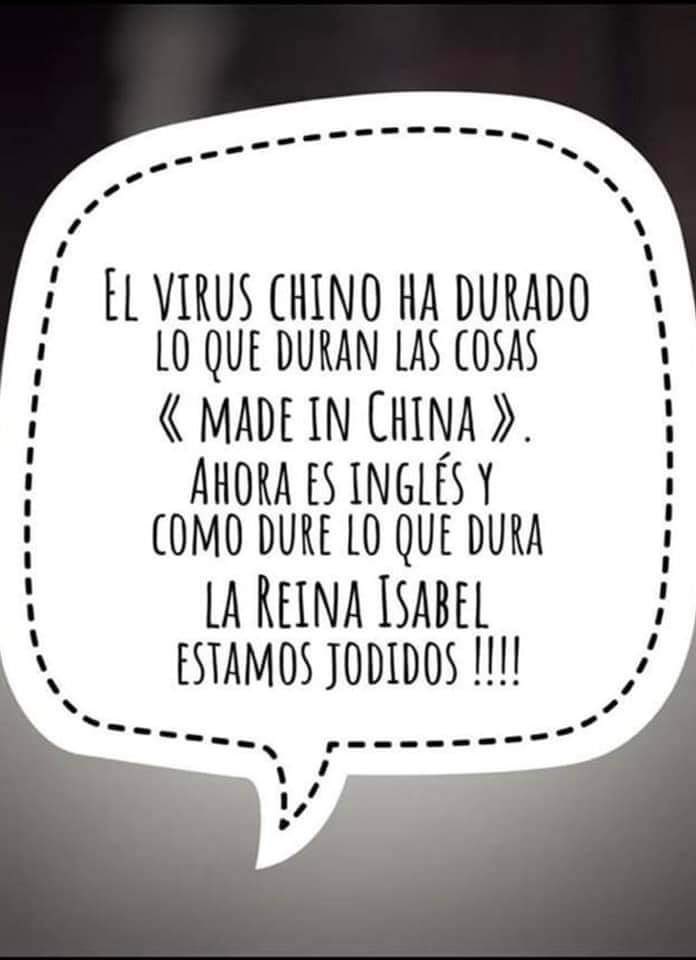 El virus chino ha durado
lo que duran las cosas
« made in China ».
Ahora es inglés y
como dure lo que dura
la Reina Isabel
estamos jodidos !!!!